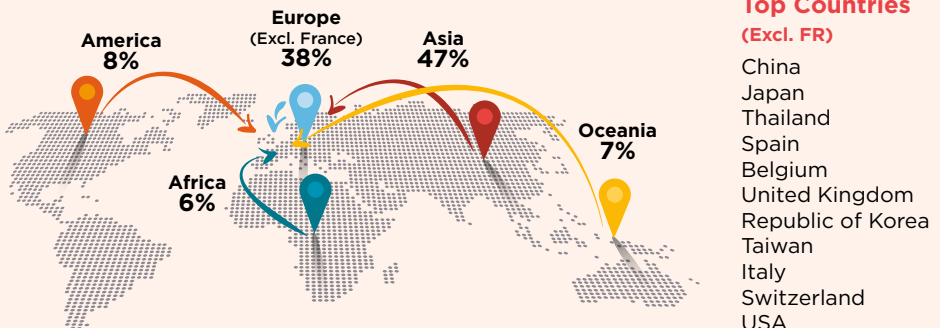 America
8%
Europe
(Excl. France)
38%
Asia
47%
Oceania
7%
Africa
6%
Top Countries
(Excl. FR)
China
Japan
Thailand
Spain
Belgium
United Kingdom
Republic of Korea
Taiwan
Italy
Switzerland
USA